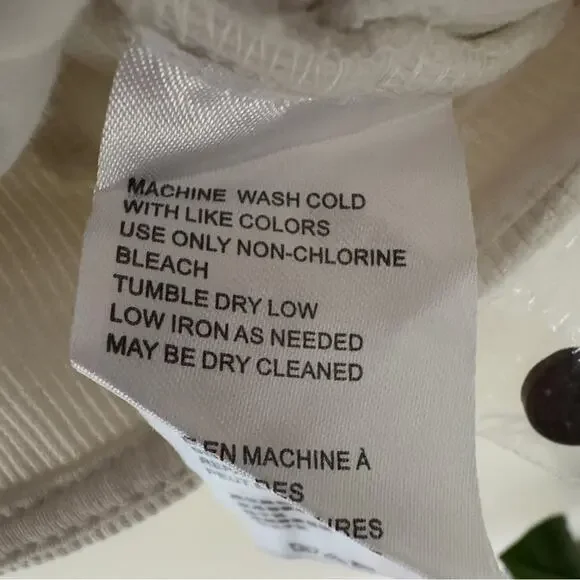 MACHINE WASH COLD
WITH LIKE COLORS
USE ONLY NON-CHLORINE
BLEACH
TUMBLE DRY LOW
LOW IRON AS NEEDED
MAY BE DRY CLEANED
EN MACHINE À